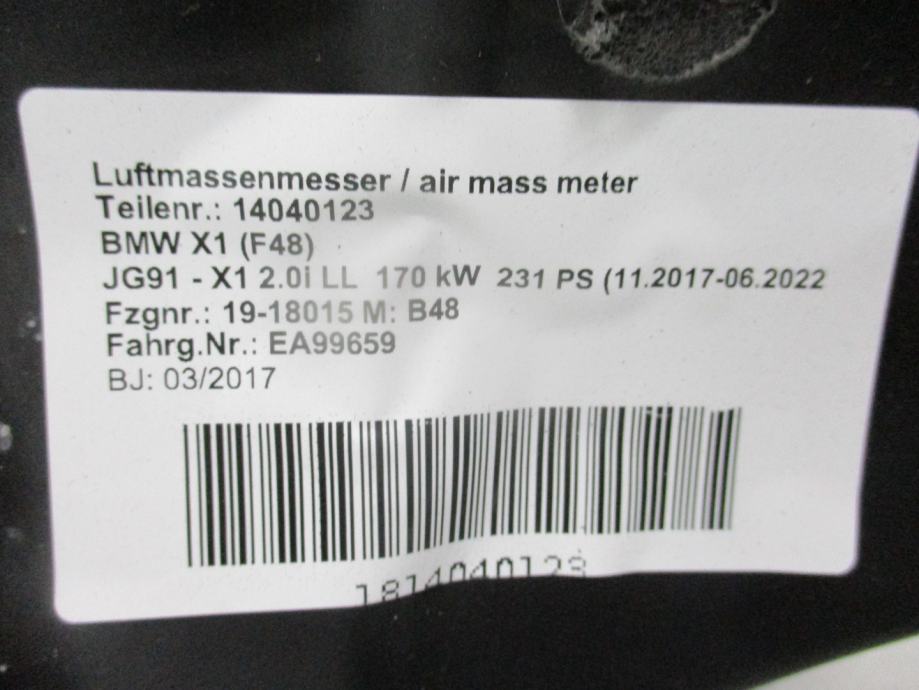 Luftmassenmesser / air mass meter
Teilenr.: 14040123
BMW X1 (F48)
JG91 - X1 2.0i LL 170 kW 231 PS (11.2017-06.2022
Fzgnr.: 19-18015 M: B48
Fahrg.Nr.: EA99659
BJ: 03/2017
1814040123